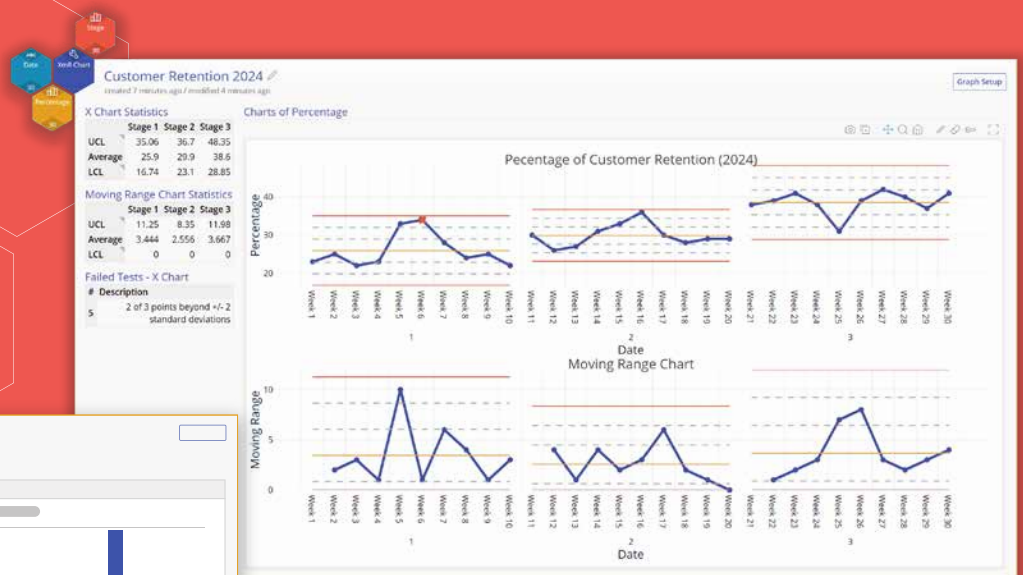 Stage
Date
XmR Chart
Percentage
Customer Retention 2024
created 7 minutes ago / modified 4 minutes ago
Graph Setup
X Chart Statistics
Stage 1 Stage 2 Stage 3
UCL 35.06 36.7 48.35
Average 25.9 29.9 38.6
LCL 16.74 23.1 28.85
Moving Range Chart Statistics
Stage 1 Stage 2 Stage 3
UCL 11.25 8.35 11.98
Average 3.444 2.556 3.667
LCL 0 0 0
Failed Tests - X Chart
# Description
5 2 of 3 points beyond +/- 2
standard deviations
Charts of Percentage
Pecentage of Customer Retention (2024)
Percentage
40
30
20
Week 1 Week 2 Week 3 Week 4 Week 5 Week 6 Week 7 Week 8 Week 9 Week 10 Week 11 Week 12 Week 13 Week 14 Week 15 Week 16 Week 17 Week 18 Week 19 Week 20 Week 21 Week 22 Week 23 Week 24 Week 25 Week 26 Week 27 Week 28 Week 29 Week 30
1 2 3
Date
Moving Range Chart
Moving Range
10
5
0
Week 1 Week 2 Week 3 Week 4 Week 5 Week 6 Week 7 Week 8 Week 9 Week 10 Week 11 Week 12 Week 13 Week 14 Week 15 Week 16 Week 17 Week 18 Week 19 Week 20 Week 21 Week 22 Week 23 Week 24 Week 25 Week 26 Week 27 Week 28 Week 29 Week 30
1 2 3
Date